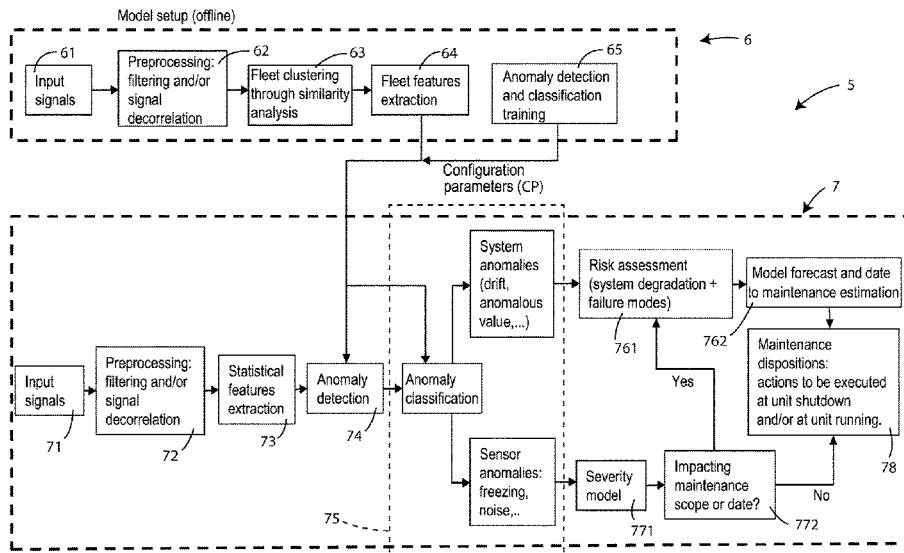 Model setup (offline)
61
62
63
64
65
6
5
Input
signals
Preprocessing:
filtering and/or
signal
decorrelation
Fleet clustering
through similarity
analysis
Fleet features
extraction
Anomaly detection
and classification
training
Configuration
parameters (CP)
7
System
anomalies
(drift,
anomalous
value,...)
Risk assessment
(system degradation +
failure modes)
761
Model forecast and date
to maintenance estimation
762
Input
signals
71
Preprocessing:
filtering and/or
signal
decorrelation
72
Statistical
features
extraction
73
Anomaly
detection
74
Anomaly
classification
Maintenance
dispositions:
actions to be executed
at unit shutdown
and/or at unit running.
78
Yes
Sensor
anomalies:
freezing,
noise,..
75
Severity
model
771
Impacting
maintenance
scope or date?
772
No